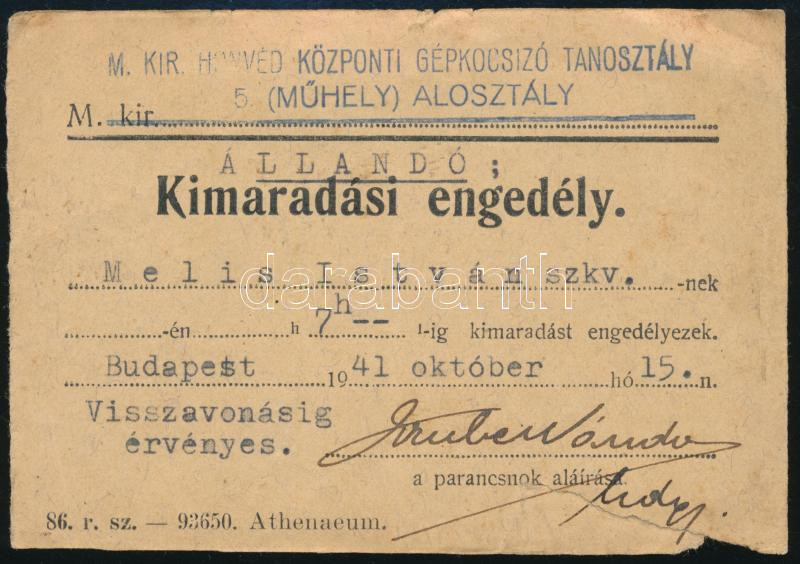 M. KIR. HONVÉD KÖZPONTI GÉPKOCSIZÓ TANOSZTÁLY
5. (MŰHELY) ALOSZTÁLY
M. kir.
ÁLLANDÓ;
Kimaradási engedély.
Melis István szkv. -nek
-én h 7h-- l-ig kimaradást engedélyezek.
Budapest 1941 október hó 15. n.
Visszavonásig
érvényes.
a parancsnok aláírása.
86. r. sz. — 93650. Athenaeum.
darabanth